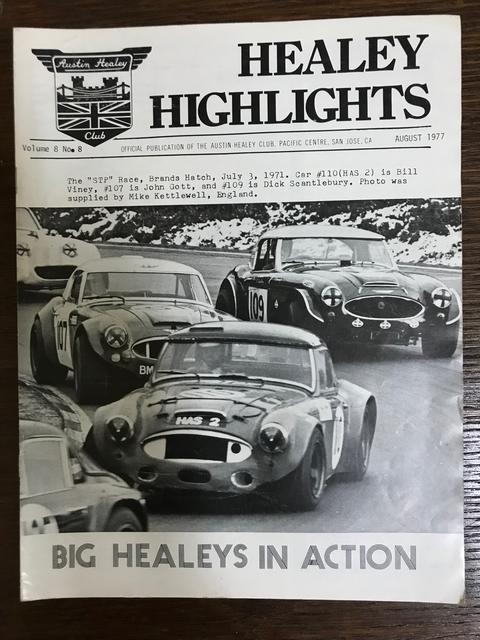 Austin Healey
Club
HEALEY
HIGHLIGHTS
Volume 8 No. 8
OFFICIAL PUBLICATION OF THE AUSTIN HEALEY CLUB, PACIFIC CENTRE, SAN JOSE, CA
AUGUST 1977
The "STP" Race, Brands Hatch, July 3, 1971. Car #110(HAS 2) is Bill
Viney, #107 is John Gott, and #109 is Dick Scantlebury. Photo was
supplied by Mike Kettlewell, England.
109
107
BM
HAS 2
BIG HEALEYS IN ACTION